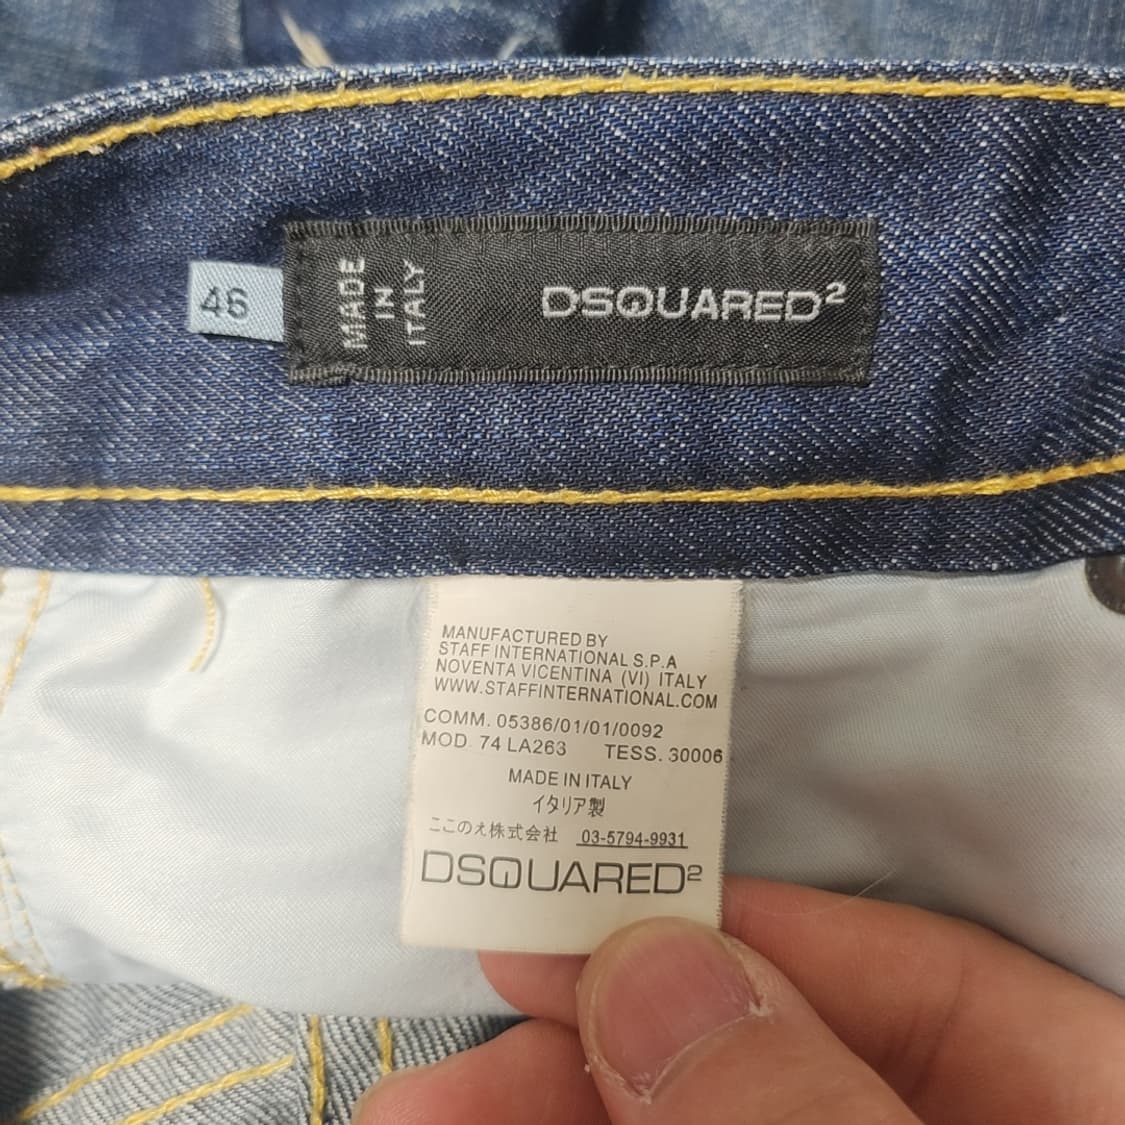 46
MADE
IN
ITALY
DSQUARED²
MANUFACTURED BY
STAFF INTERNATIONAL S.P.A
NOVENTA VICENTINA (VI) ITALY
WWW.STAFFINTERNATIONAL.COM
COMM. 05386/01/01/0092
MOD. 74 LA263 TESS. 30006
MADE IN ITALY
イタリア製
ここのえ株式会社 03-5794-9931
DSQUARED²